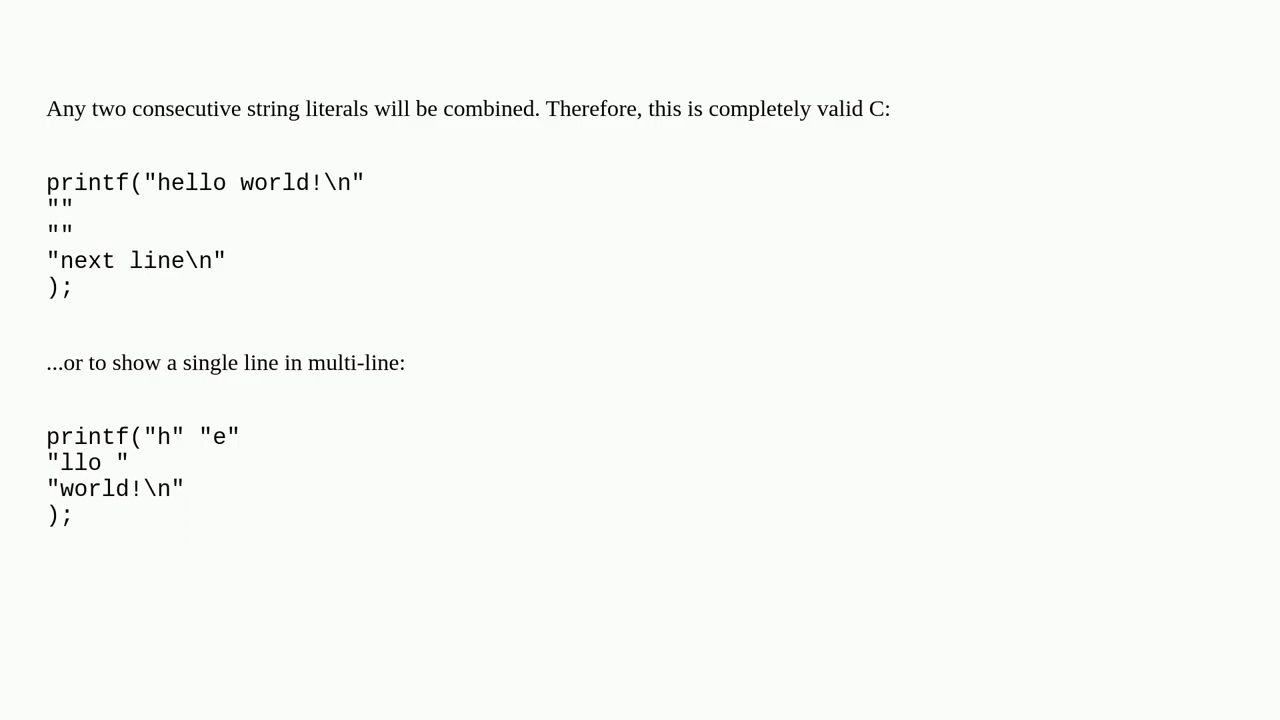 Any two consecutive string literals will be combined. Therefore, this is completely valid C:
printf("hello world!\n"
""
""
"next line\n"
);
...or to show a single line in multi-line:
printf("h" "e"
"llo "
"world!\n"
);